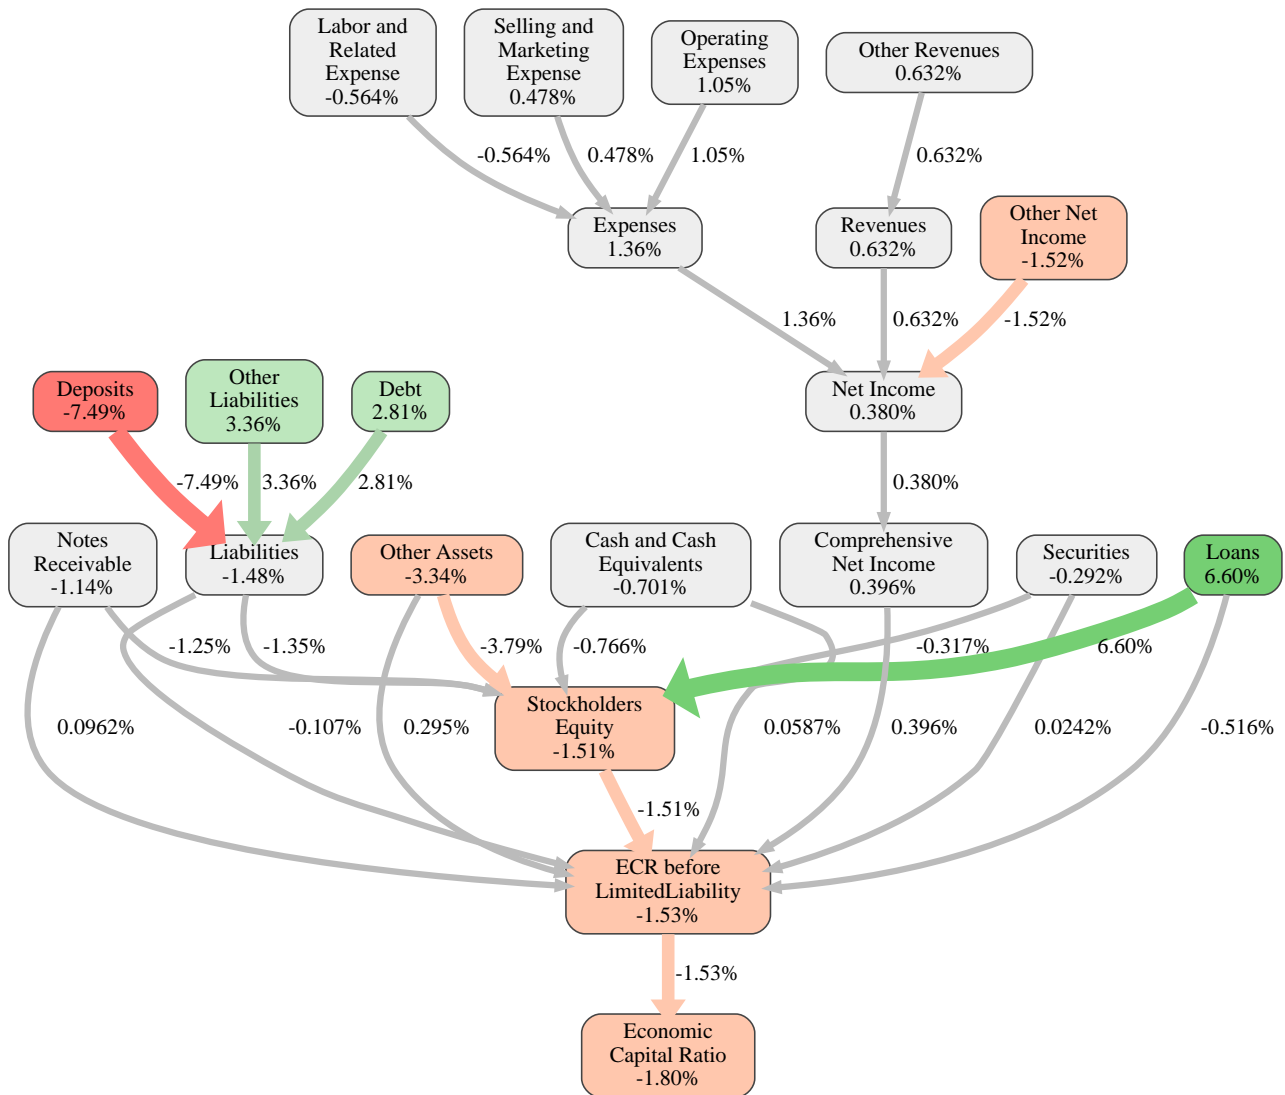 Labor and
Related
Expense
-0.564%
Selling and
Marketing
Expense
0.478%
Operating
Expenses
1.05%
Other Revenues
0.632%
-0.564%
0.478%
1.05%
0.632%
Expenses
1.36%
Revenues
0.632%
Other Net
Income
-1.52%
1.36%
0.632%
-1.52%
Deposits
-7.49%
Other
Liabilities
3.36%
Debt
2.81%
Net Income
0.380%
-7.49%
3.36%
2.81%
0.380%
Notes
Receivable
-1.14%
Liabilities
-1.48%
Other Assets
-3.34%
Cash and Cash
Equivalents
-0.701%
Comprehensive
Net Income
0.396%
Securities
-0.292%
Loans
6.60%
-1.25%
-1.35%
-3.79%
-0.766%
-0.317%
6.60%
Stockholders
Equity
-1.51%
0.0962%
-0.107%
0.295%
0.0587%
0.396%
0.0242%
-0.516%
-1.51%
ECR before
LimitedLiability
-1.53%
-1.53%
Economic
Capital Ratio
-1.80%